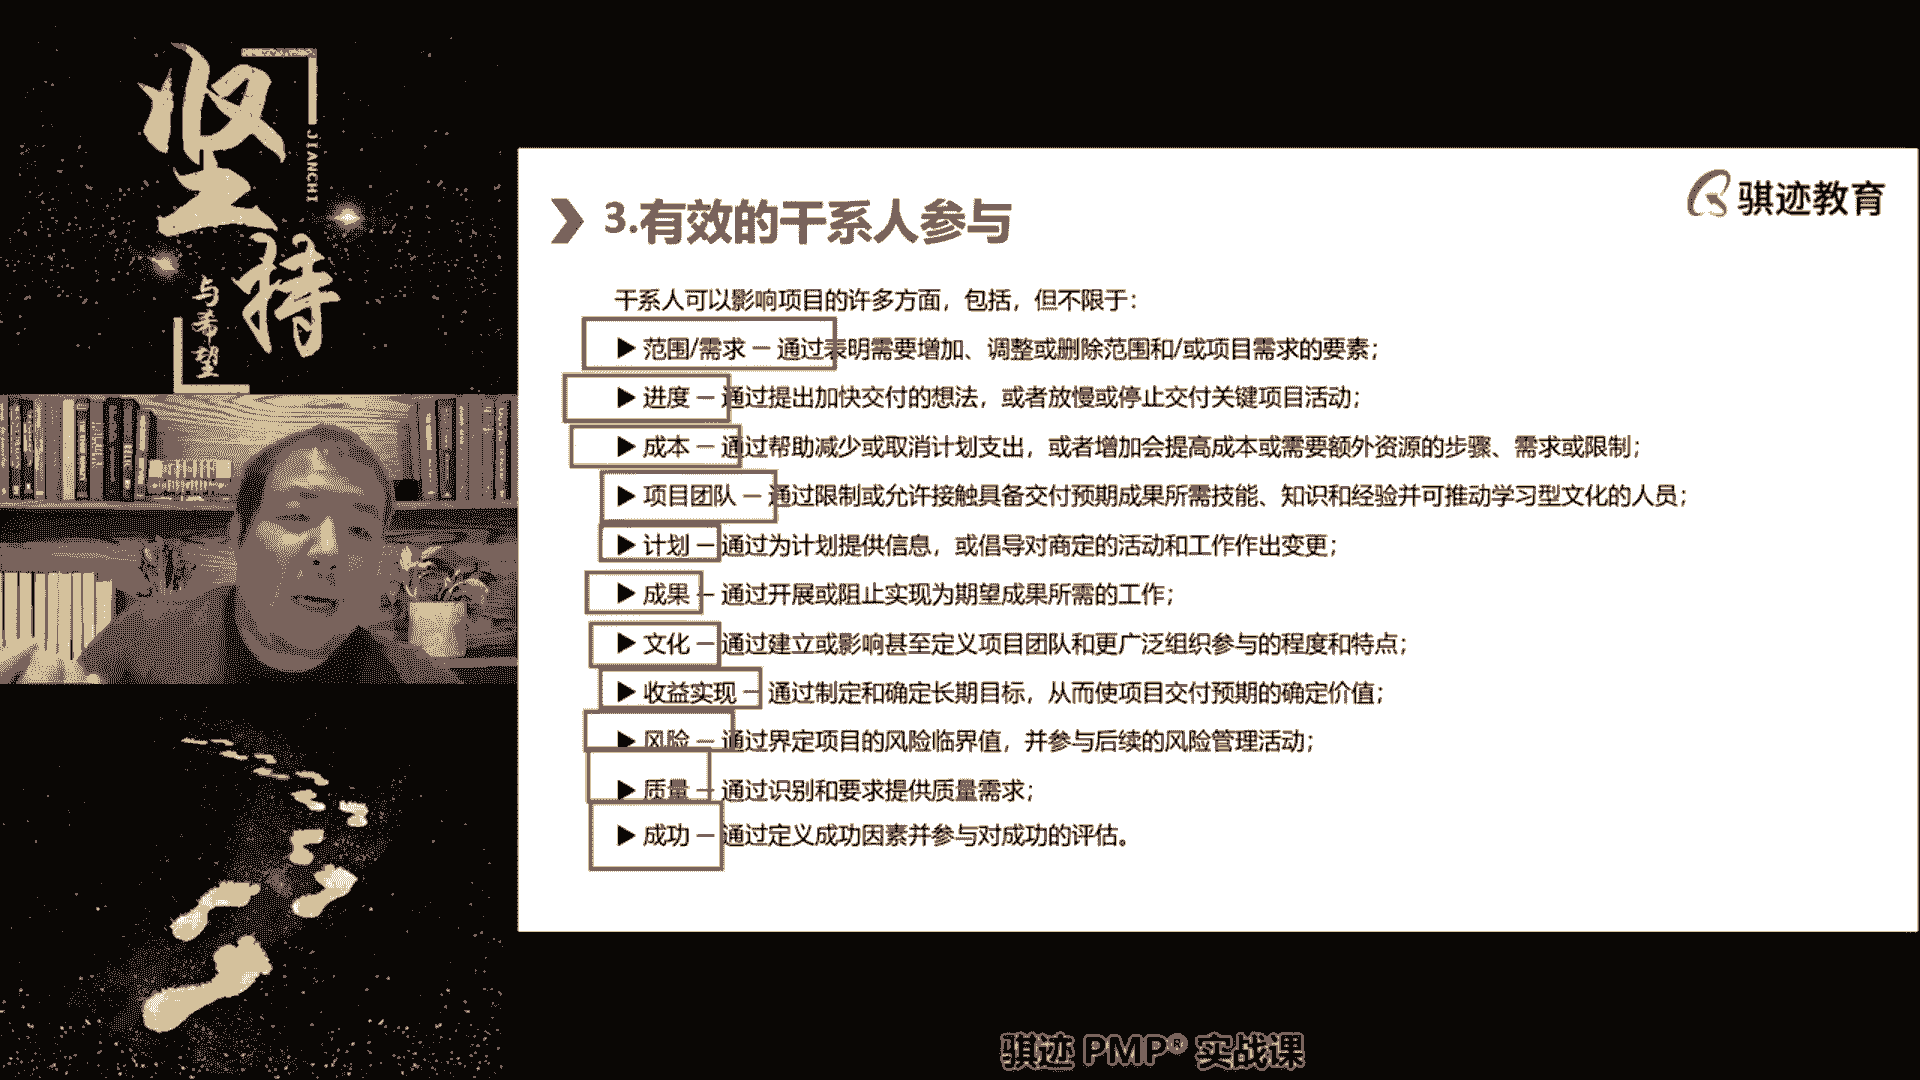 坚持
JIANCHI
与希望
骐迹教育
3.有效的干系人参与
干系人可以影响项目的许多方面，包括，但不限于：
▶ 范围/需求 — 通过表明需要增加、调整或删除范围和/或项目需求的要素；
▶ 进度 — 通过提出加快交付的想法，或者放慢或停止交付关键项目活动；
▶ 成本 — 通过帮助减少或取消计划支出，或者增加会提高成本或需要额外资源的步骤、需求或限制；
▶ 项目团队 — 通过限制或允许接触具备交付预期成果所需技能、知识和经验并可推动学习型文化的人员；
▶ 计划 — 通过为计划提供信息，或倡导对商定的活动和工作作出变更；
▶ 成果 — 通过开展或阻止实现为期望成果所需的工作；
▶ 文化 — 通过建立或影响甚至定义项目团队和更广泛组织参与的程度和特点；
▶ 收益实现 — 通过制定和确定长期目标，从而使项目交付预期的确定价值；
▶ 风险 — 通过界定项目的风险临界值，并参与后续的风险管理活动；
▶ 质量 — 通过识别和要求提供质量需求；
▶ 成功 — 通过定义成功因素并参与对成功的评估。
骐迹 PMP® 实战课